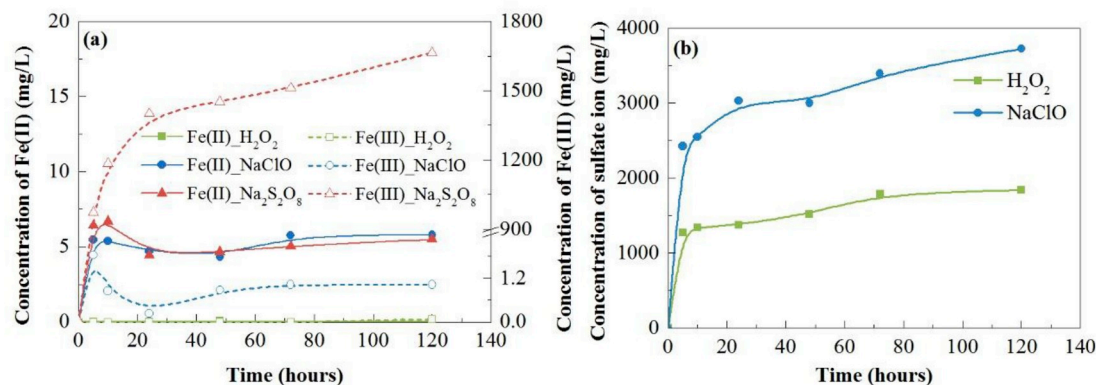 (a)
Concentration of Fe(II) (mg/L)
20
15
10
5
0
Fe(II)_H₂O₂
Fe(II)_NaClO
Fe(II)_Na₂S₂O₈
Fe(III)_H₂O₂
Fe(III)_NaClO
Fe(III)_Na₂S₂O₈
1800
1500
1200
900
1.2
0.0
Concentration of Fe(III) (mg/L)
0 20 40 60 80 100 120 140
Time (hours)
(b)
Concentration of sulfate ion (mg/L)
4000
3000
2000
1000
0
H₂O₂
NaClO
0 20 40 60 80 100 120 140
Time (hours)